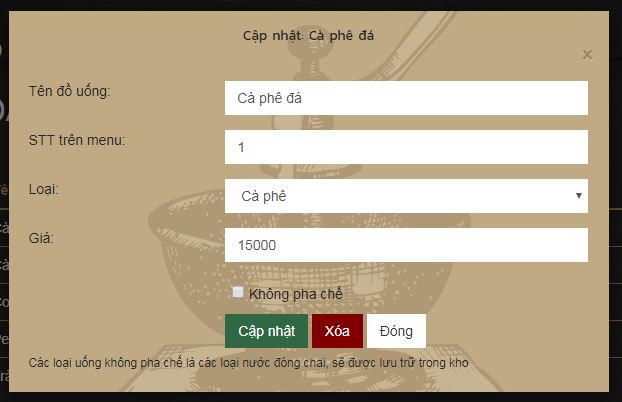 Cập nhật: Cà phê đá
×
Tên đồ uống:
Cà phê đá
STT trên menu:
1
Loại:
Cà phê
Giá:
15000
Không pha chế
Cập nhật Xóa Đóng
Các loại uống không pha chế là các loại nước đóng chai, sẽ được lưu trữ trong kho